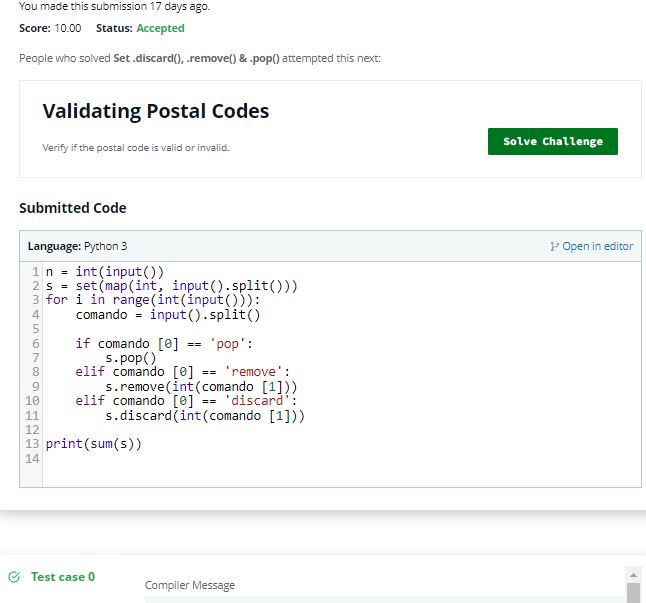 You made this submission 17 days ago.
Score: 10.00 Status: Accepted
People who solved Set .discard(), .remove() & .pop() attempted this next:
Validating Postal Codes
Verify if the postal code is valid or invalid.
Solve Challenge
Submitted Code
Language: Python 3
Open in editor
1 n = int(input())
2 s = set(map(int, input().split()))
3 for i in range(int(input())):
4     comando = input().split()
5
6     if comando [0] == 'pop':
7         s.pop()
8     elif comando [0] == 'remove':
9         s.remove(int(comando [1]))
10     elif comando [0] == 'discard':
11         s.discard(int(comando [1]))
12
13 print(sum(s))
14
Test case 0
Compiler Message